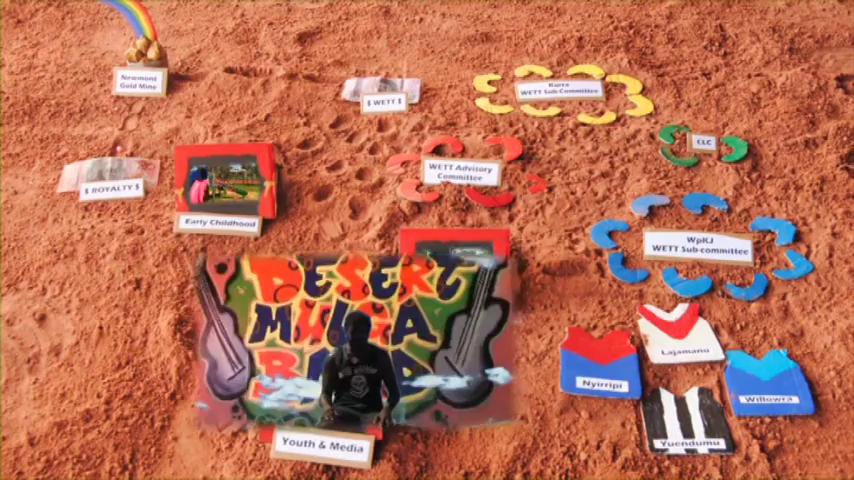 Newmont
Gold Mine
$ WETT $
Kurra
WETT Sub-Committee
CLC
WETT Advisory
Committee
$ ROYALTY $
Early Childhood
WpKJ
WETT Sub-committee
DESERT
MULGA
BAND
Lajamanu
Nyirripi
Willowra
Yuendumu
Youth & Media